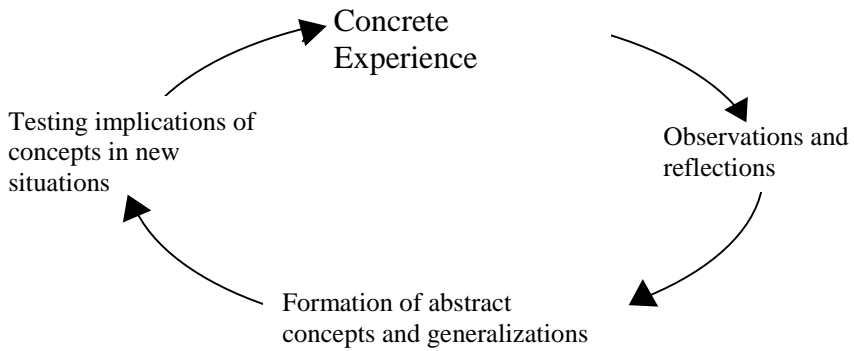 Concrete
Experience
Observations and
reflections
Formation of abstract
concepts and generalizations
Testing implications of
concepts in new
situations